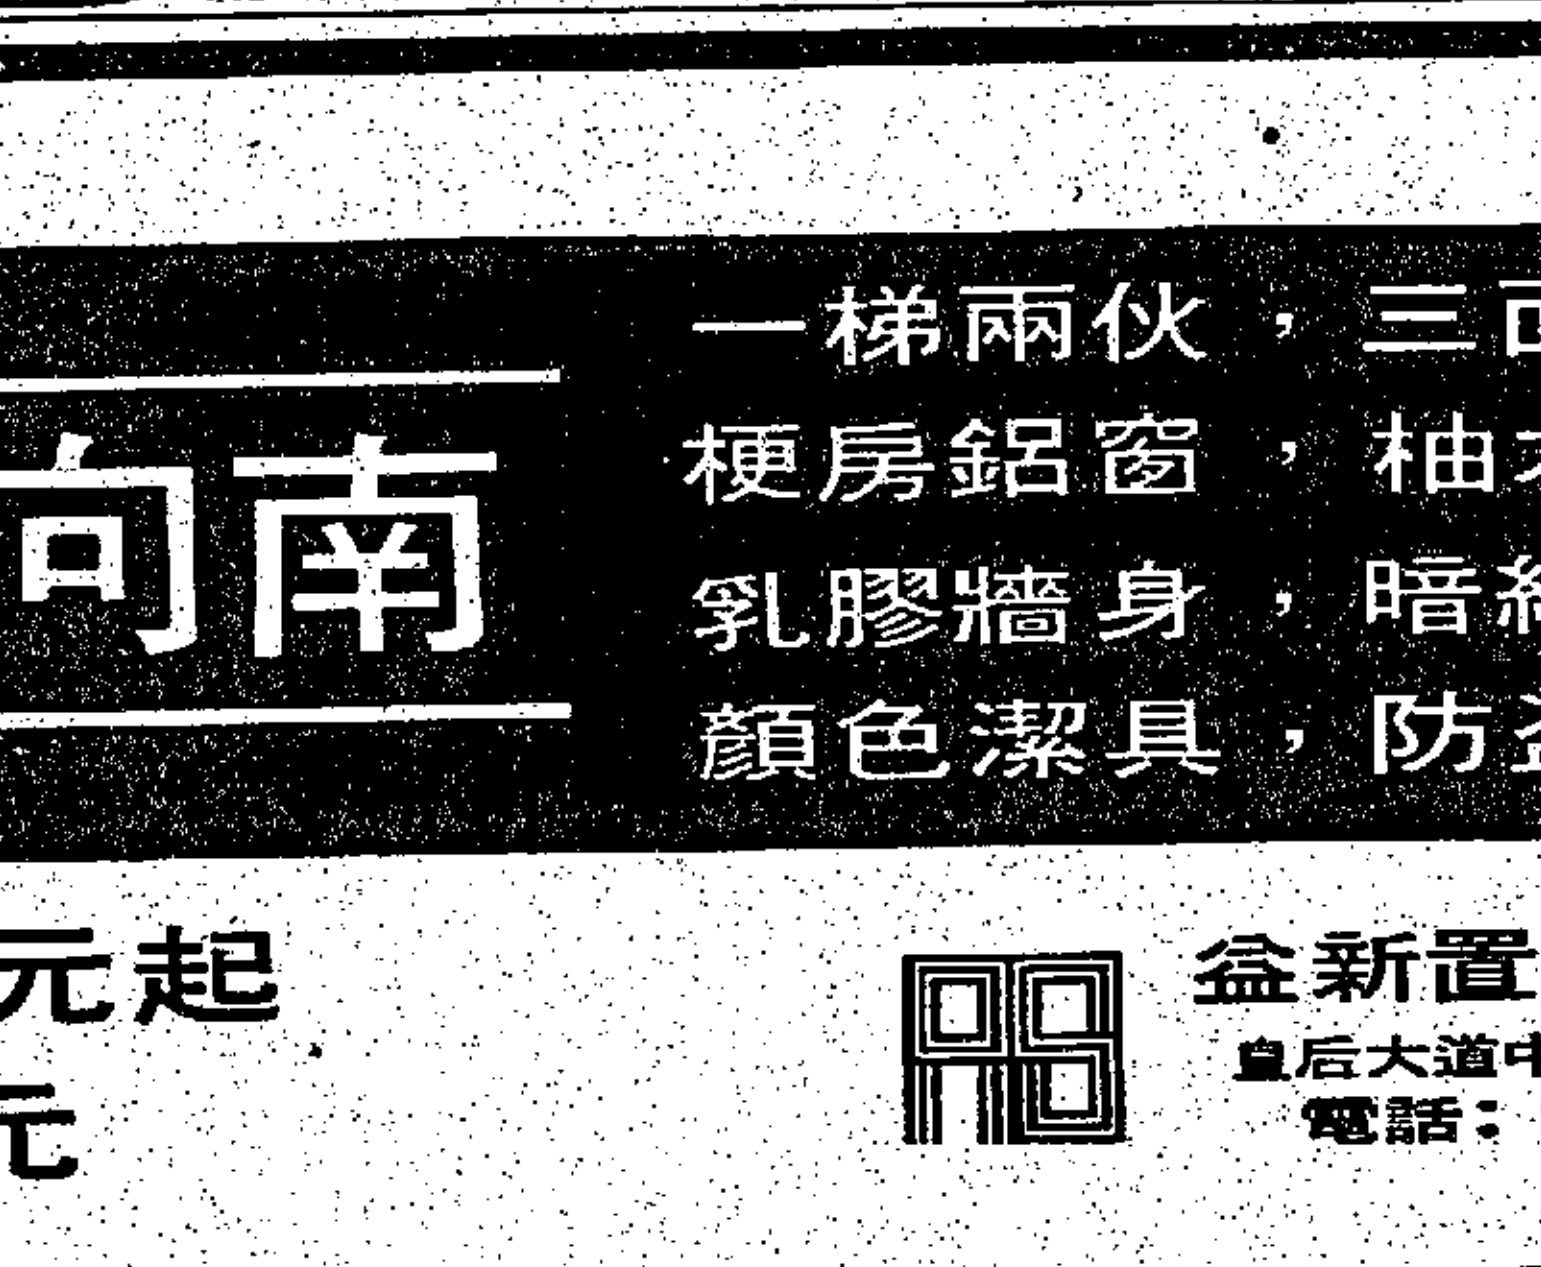 向南
一梯兩伙，三
梗房鋁窗，柚
乳膠牆身，暗
顏色潔具，防
元起
元
益新置
皇后大道中
電話：